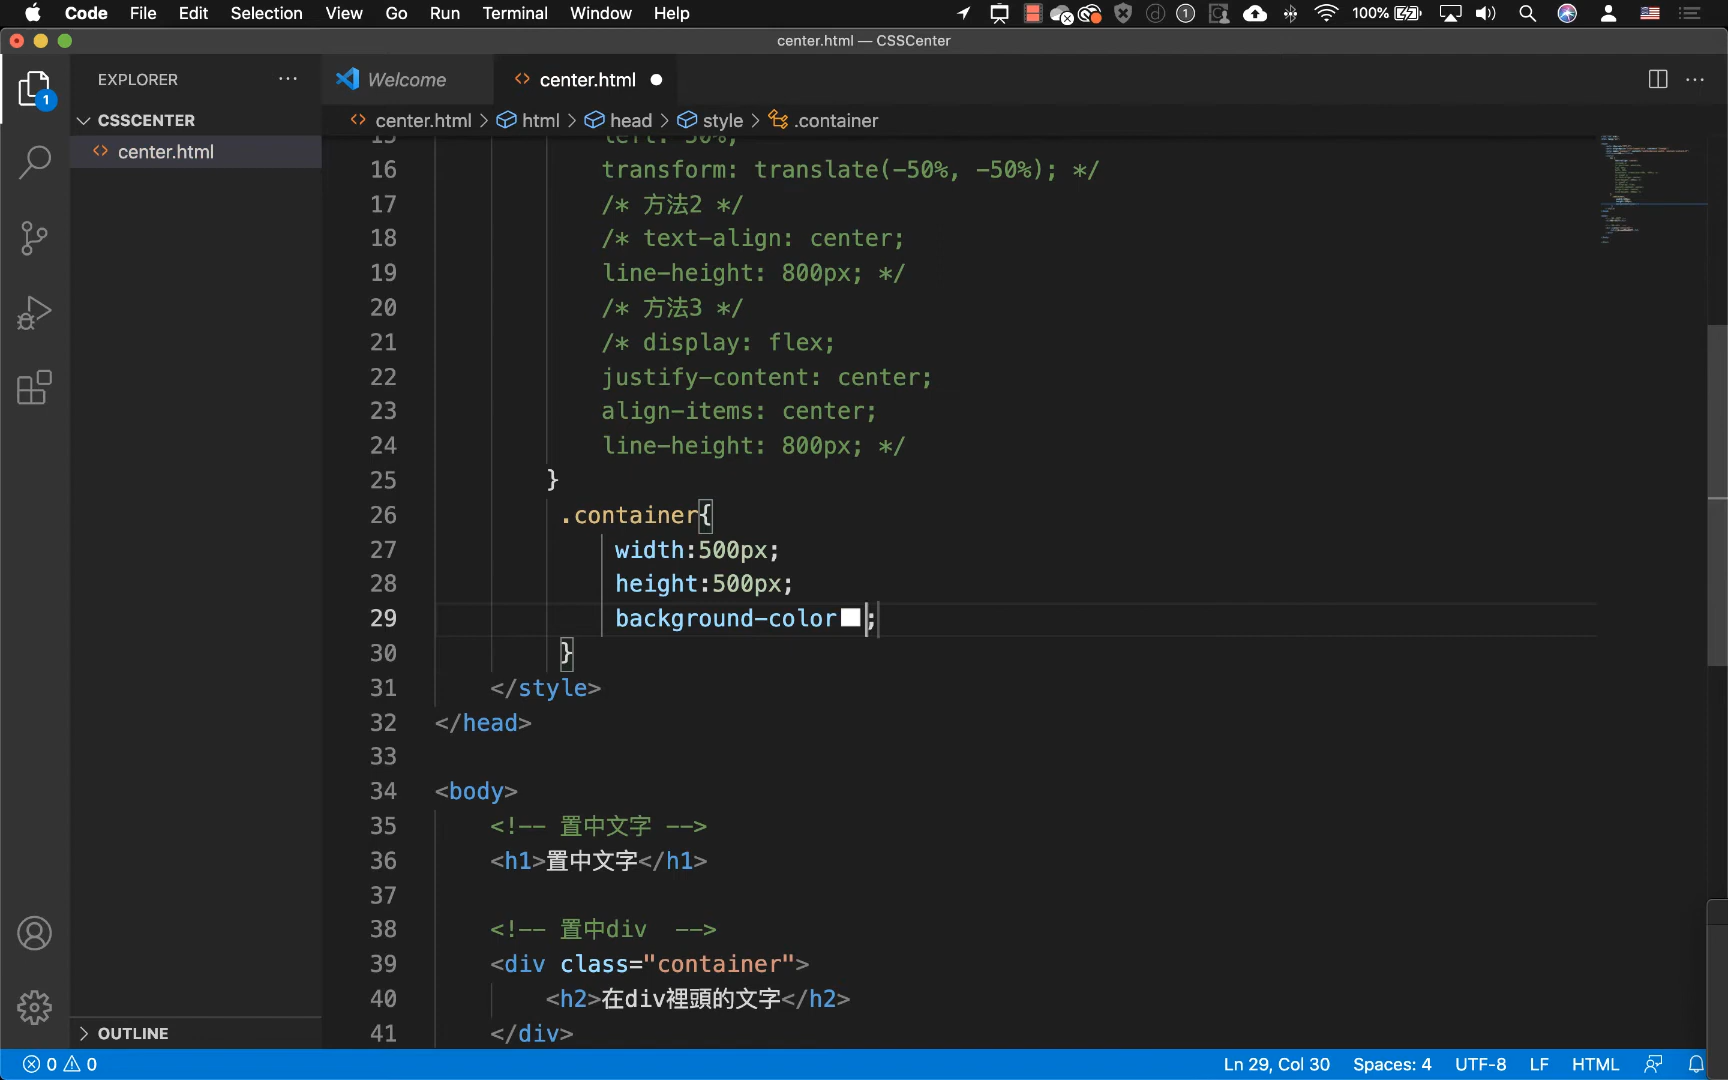 Code File Edit Selection View Go Run Terminal Window Help 1 100%
center.html — CSSCenter
EXPLORER
Welcome
center.html
1
CSSCENTER
center.html > html > head > style > .container
center.html
16 transform: translate(-50%, -50%); */
17 /* 方法2 */
18 /* text-align: center;
19 line-height: 800px; */
20 /* 方法3 */
21 /* display: flex;
22 justify-content: center;
23 align-items: center;
24 line-height: 800px; */
25 }
26 .container{
27 width:500px;
28 height:500px;
29 background-color ;
30 }
31 </style>
32 </head>
33
34 <body>
35 <!-- 置中文字 -->
36 <h1>置中文字</h1>
37
38 <!-- 置中div  -->
39 <div class="container">
40 <h2>在div裡頭的文字</h2>
41 </div>
OUTLINE
0 0 Ln 29, Col 30 Spaces: 4 UTF-8 LF HTML